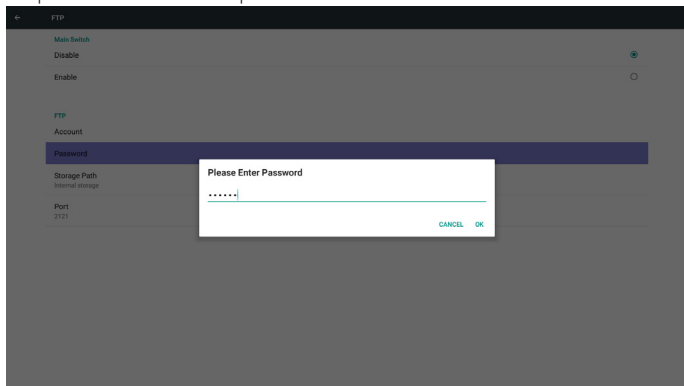 FTP
Main Switch
Disable
Enable
FTP
Account
Password
Storage Path
Internal storage
Port
2121
Please Enter Password
••••••
CANCEL OK